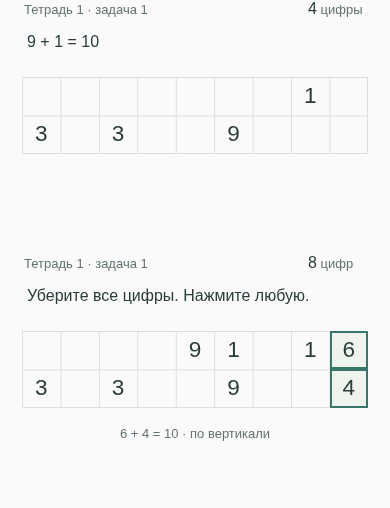 Тетрадь 1 · задача 1 4 цифры
9 + 1 = 10
1
3 3 9
Тетрадь 1 · задача 1 8 цифр
Уберите все цифры. Нажмите любую.
9 1 1 6
3 3 9 4
6 + 4 = 10 · по вертикали